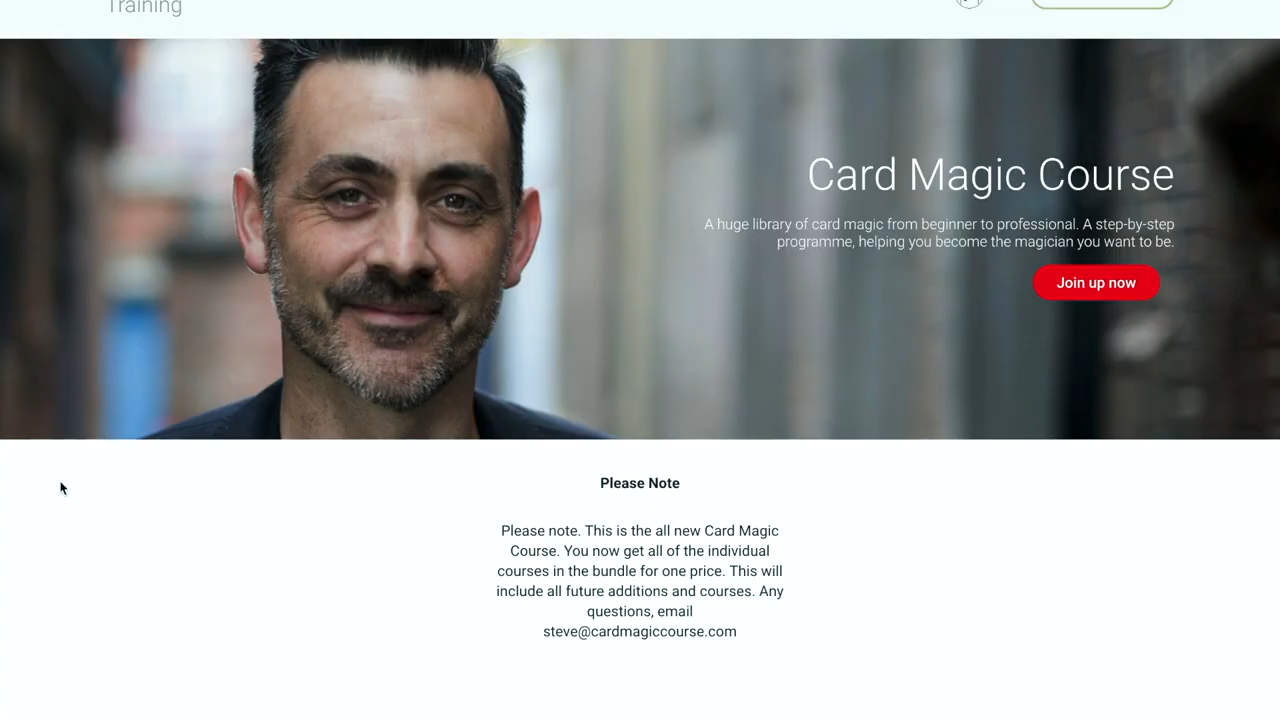 Training
Card Magic Course
A huge library of card magic from beginner to professional. A step-by-step
programme, helping you become the magician you want to be.
Join up now
Please Note
Please note. This is the all new Card Magic
Course. You now get all of the individual
courses in the bundle for one price. This will
include all future additions and courses. Any
questions, email
steve@cardmagiccourse.com